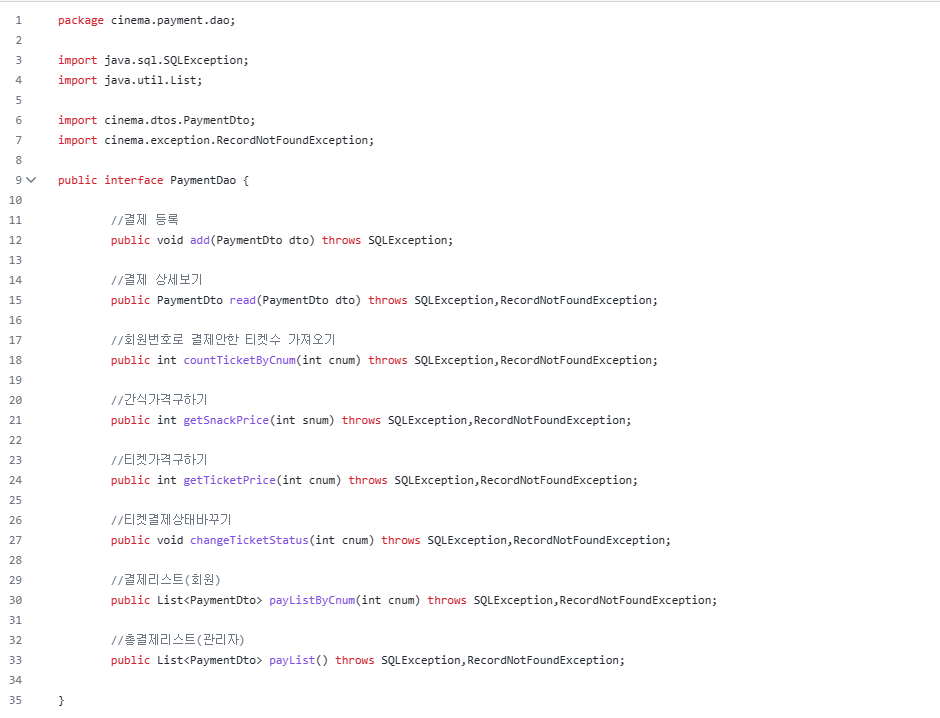 1 package cinema.payment.dao;
2
3 import java.sql.SQLException;
4 import java.util.List;
5
6 import cinema.dtos.PaymentDto;
7 import cinema.exception.RecordNotFoundException;
8
9 public interface PaymentDao {
10
11 //결제 등록
12 public void add(PaymentDto dto) throws SQLException;
13
14 //결제 상세보기
15 public PaymentDto read(PaymentDto dto) throws SQLException,RecordNotFoundException;
16
17 //회원번호로 결제안한 티켓수 가져오기
18 public int countTicketByCnum(int cnum) throws SQLException,RecordNotFoundException;
19
20 //간식가격구하기
21 public int getSnackPrice(int snum) throws SQLException,RecordNotFoundException;
22
23 //티켓가격구하기
24 public int getTicketPrice(int cnum) throws SQLException,RecordNotFoundException;
25
26 //티켓결제상태바꾸기
27 public void changeTicketStatus(int cnum) throws SQLException,RecordNotFoundException;
28
29 //결제리스트(회원)
30 public List<PaymentDto> payListByCnum(int cnum) throws SQLException,RecordNotFoundException;
31
32 //총결제리스트(관리자)
33 public List<PaymentDto> payList() throws SQLException,RecordNotFoundException;
34
35 }